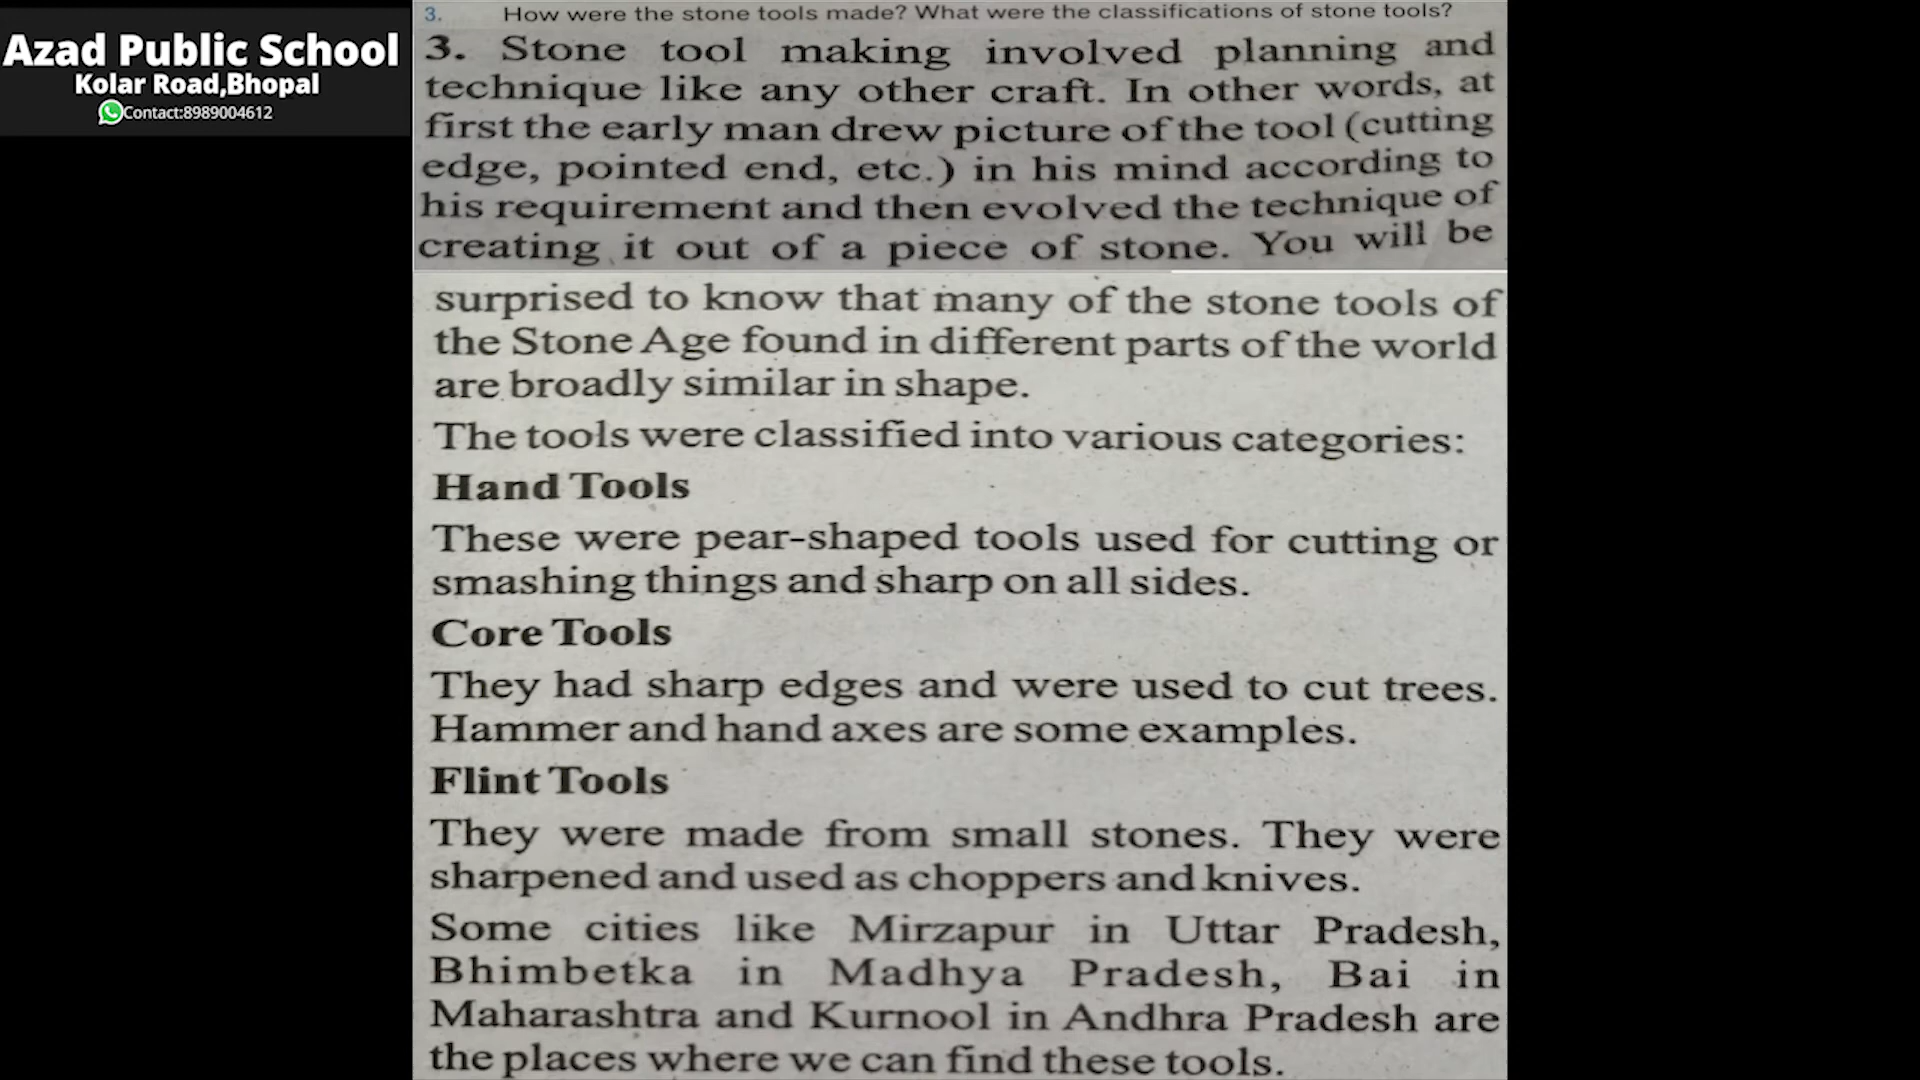 Azad Public School
Kolar Road,Bhopal
Contact:8989004612
3. How were the stone tools made? What were the classifications of stone tools?
3. Stone tool making involved planning and
technique like any other craft. In other words, at
first the early man drew picture of the tool (cutting
edge, pointed end, etc.) in his mind according to
his requirement and then evolved the technique of
creating it out of a piece of stone. You will be
surprised to know that many of the stone tools of
the Stone Age found in different parts of the world
are broadly similar in shape.
The tools were classified into various categories:
Hand Tools
These were pear-shaped tools used for cutting or
smashing things and sharp on all sides.
Core Tools
They had sharp edges and were used to cut trees.
Hammer and hand axes are some examples.
Flint Tools
They were made from small stones. They were
sharpened and used as choppers and knives.
Some cities like Mirzapur in Uttar Pradesh,
Bhimbetka in Madhya Pradesh, Bai in
Maharashtra and Kurnool in Andhra Pradesh are
the places where we can find these tools.